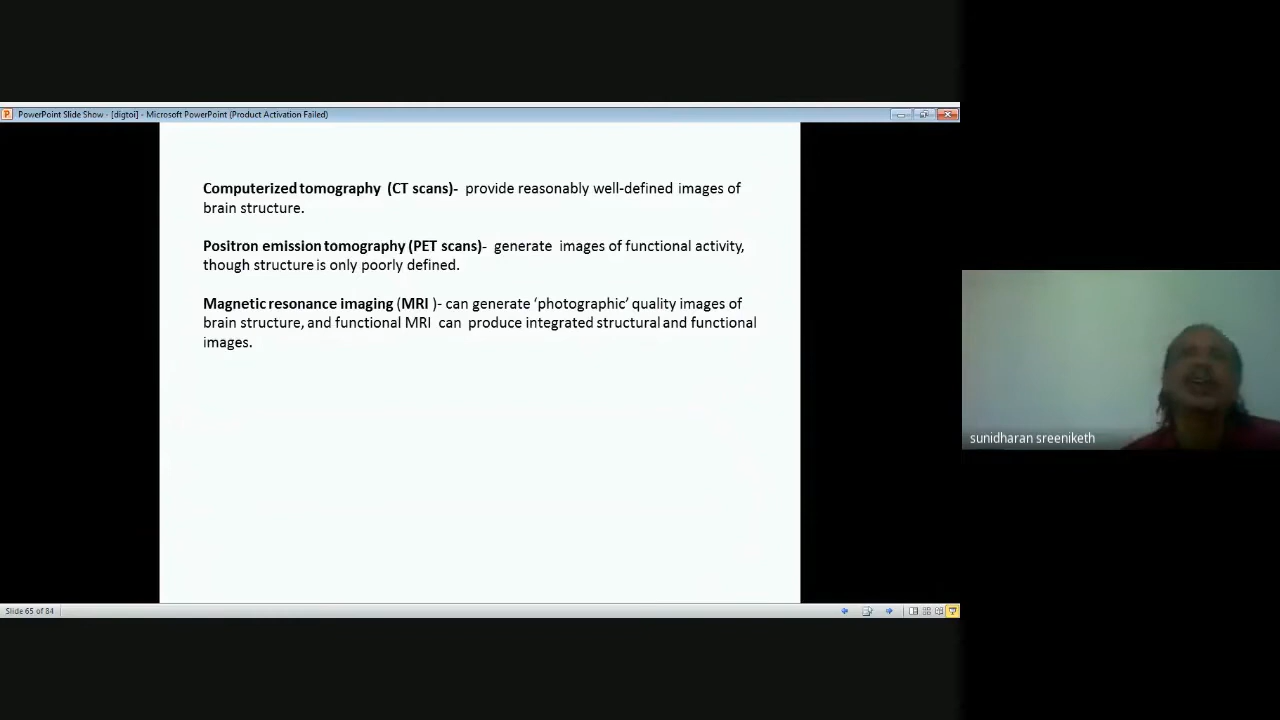 PowerPoint Slide Show - [digtoi] - Microsoft PowerPoint (Product Activation Failed)
Computerized tomography (CT scans)- provide reasonably well-defined images of
brain structure.
Positron emission tomography (PET scans)- generate images of functional activity,
though structure is only poorly defined.
Magnetic resonance imaging (MRI )- can generate ‘photographic’ quality images of
brain structure, and functional MRI can produce integrated structural and functional
images.
sunidharan sreeniketh
Slide 65 of 84